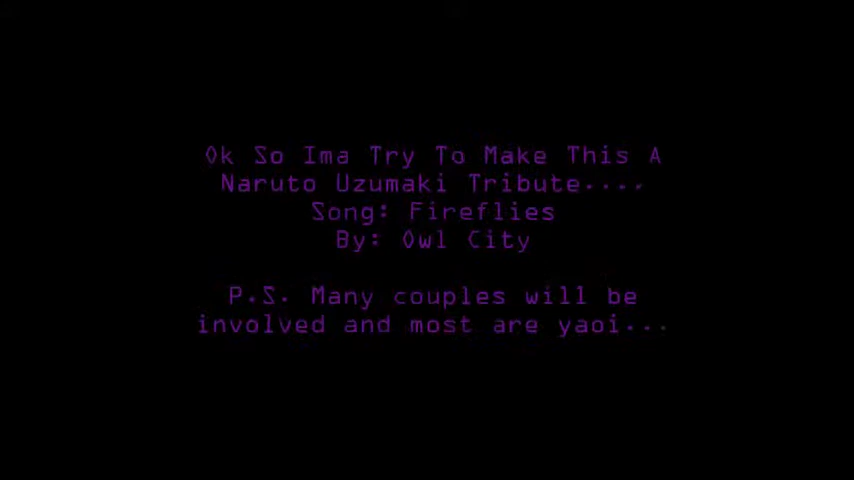 Ok So Ima Try To Make This A
Naruto Uzumaki Tribute....
Song: Fireflies
By: Owl City
P.S. Many couples will be
involved and most are yaoi...